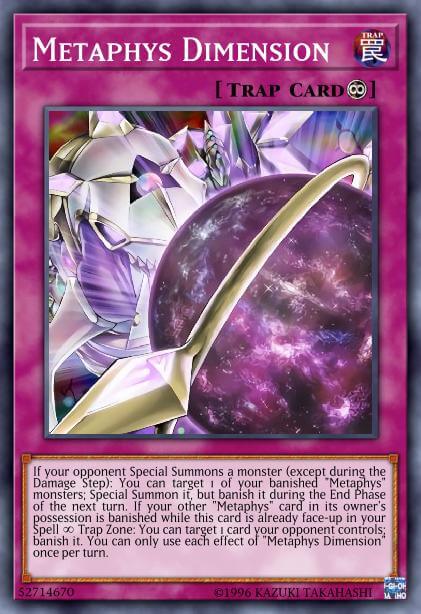 METAPHYS DIMENSION
TRAP
罠
[TRAP CARD♾]
If your opponent Special Summons a monster (except during the
Damage Step): You can target 1 of your banished "Metaphys"
monsters; Special Summon it, but banish it during the End Phase
of the next turn. If your other "Metaphys" card in its owner's
possession is banished while this card is already face-up in your
Spell ∞ Trap Zone: You can target 1 card your opponent controls;
banish it. You can only use each effect of "Metaphys Dimension"
once per turn.
52714670
©1996 KAZUKI TAKAHASHI